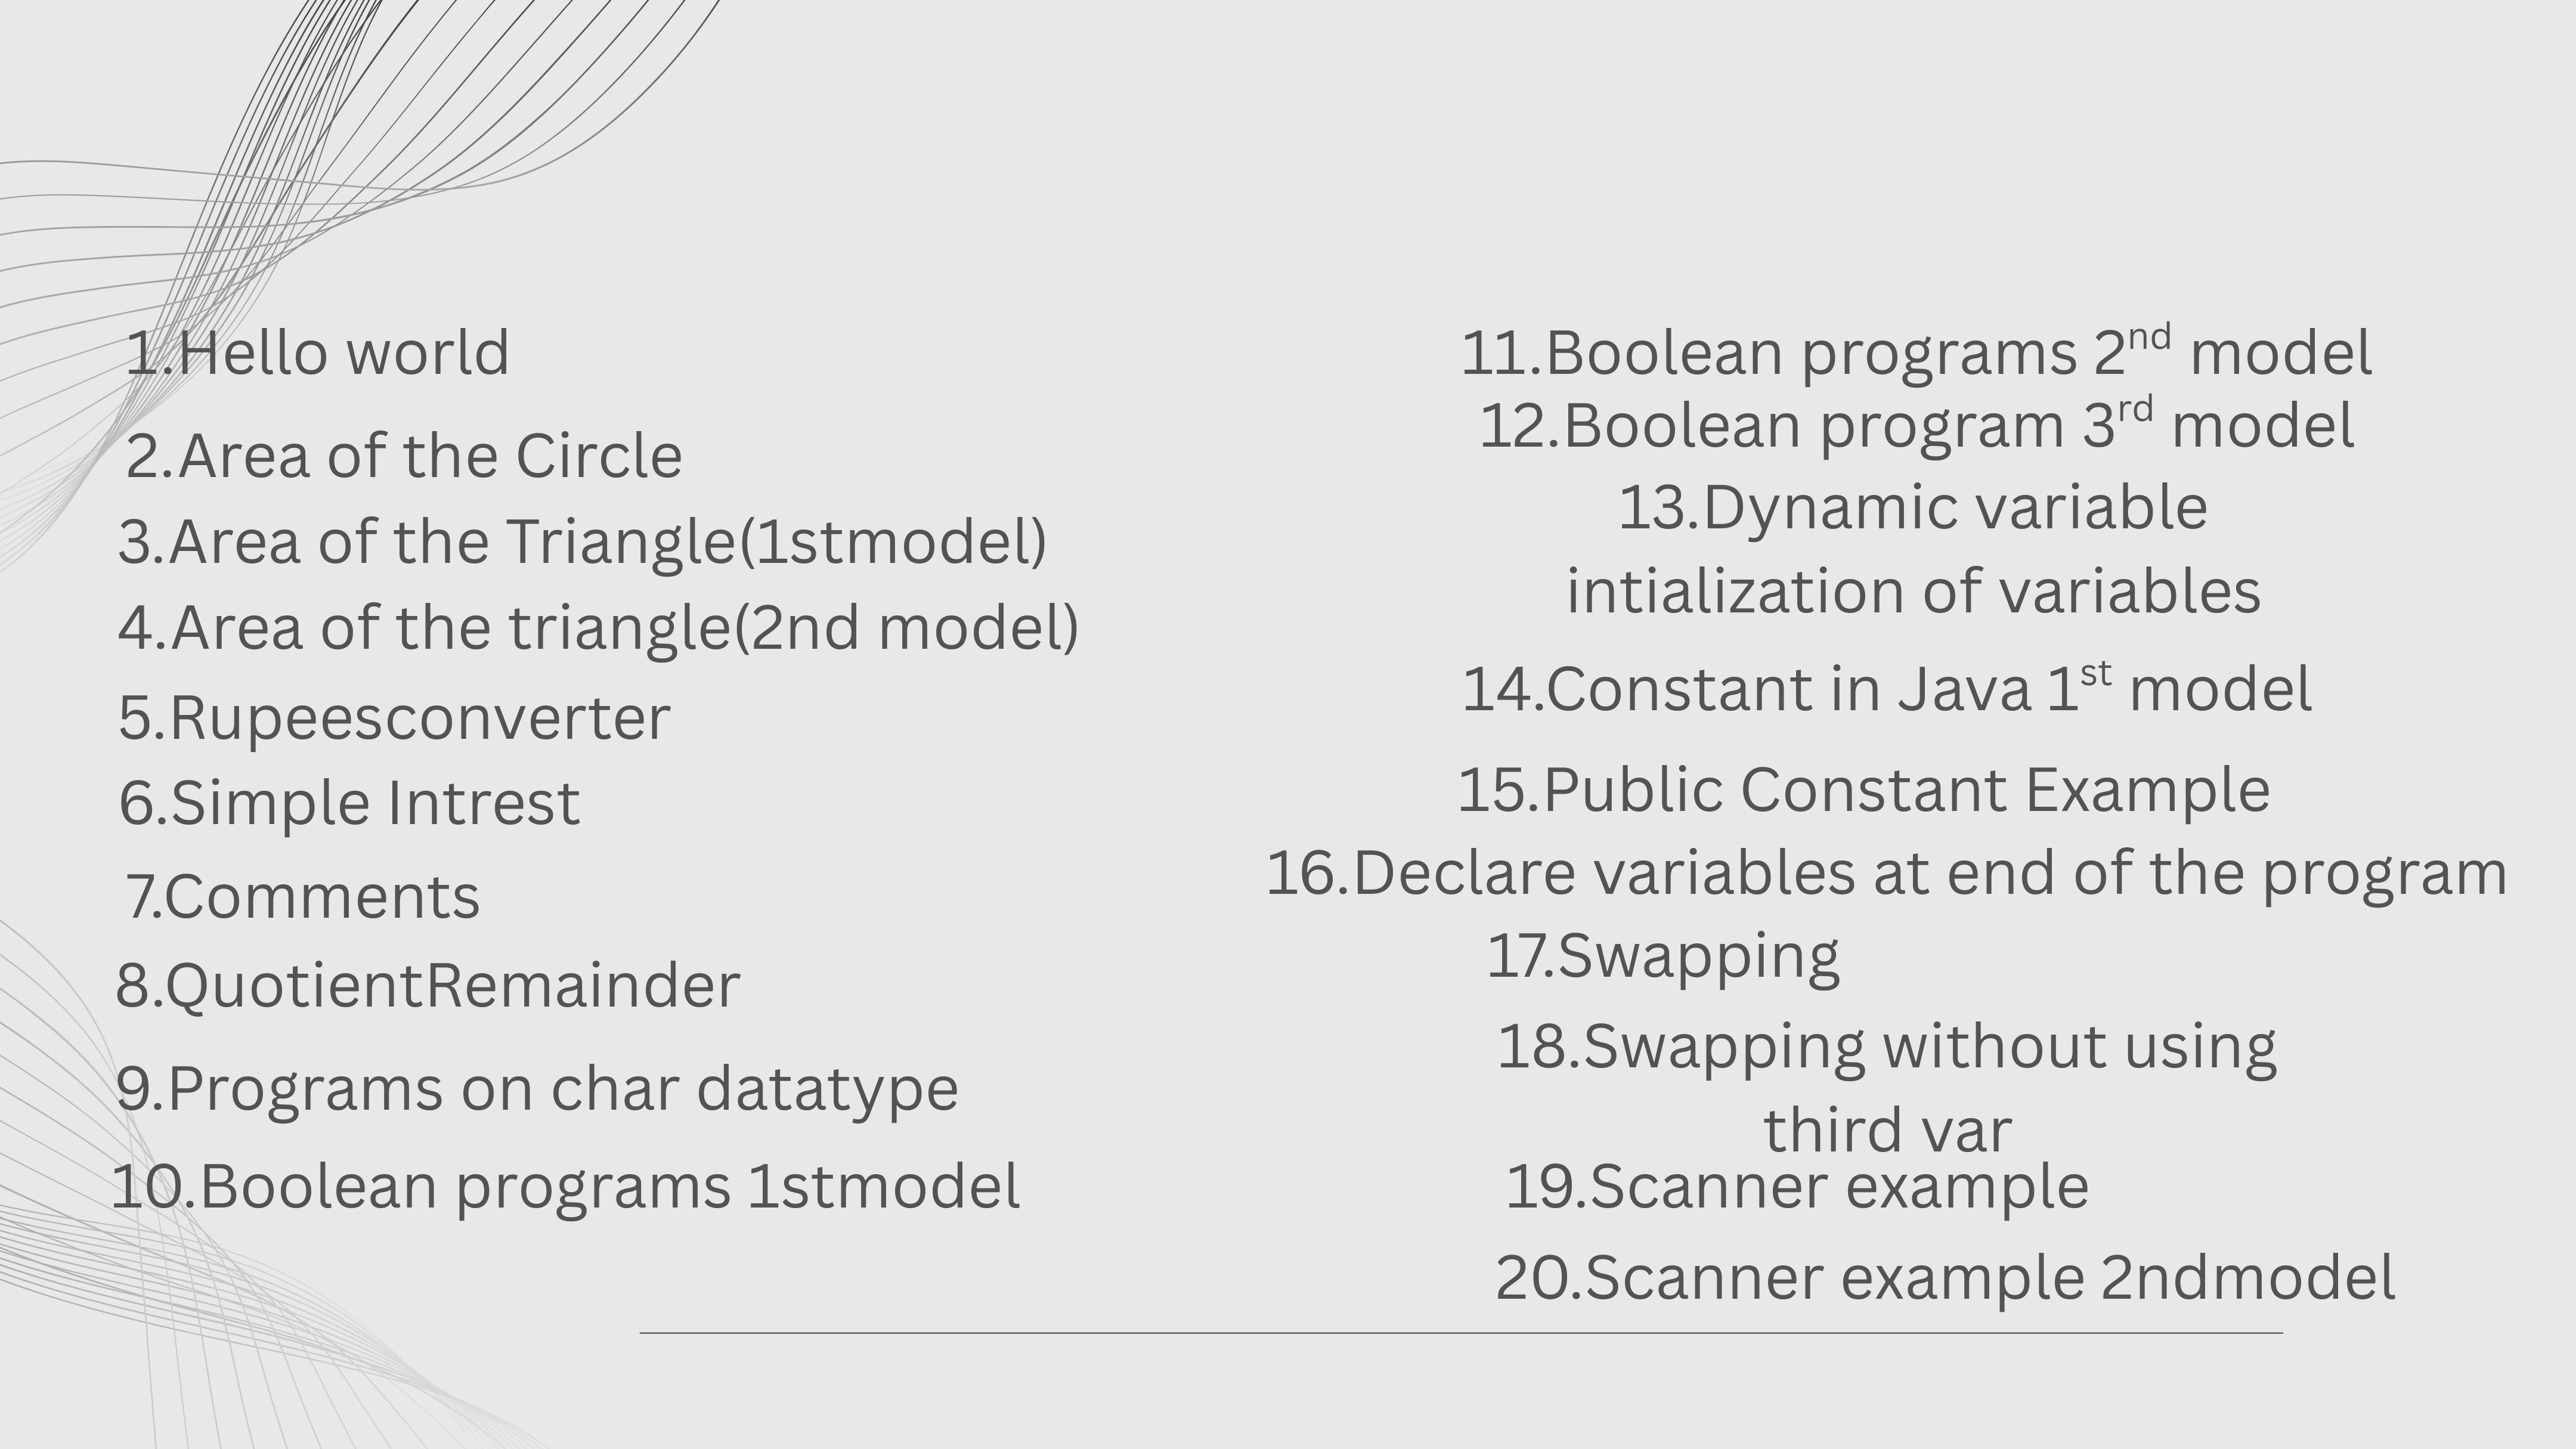 1.Hello world
2.Area of the Circle
3.Area of the Triangle(1stmodel)
4.Area of the triangle(2nd model)
5.Rupeesconverter
6.Simple Intrest
7.Comments
8.QuotientRemainder
9.Programs on char datatype
10.Boolean programs 1stmodel
11.Boolean programs 2nd model
12.Boolean program 3rd model
13.Dynamic variable
intialization of variables
14.Constant in Java 1st model
15.Public Constant Example
16.Declare variables at end of the program
17.Swapping
18.Swapping without using
third var
19.Scanner example
20.Scanner example 2ndmodel